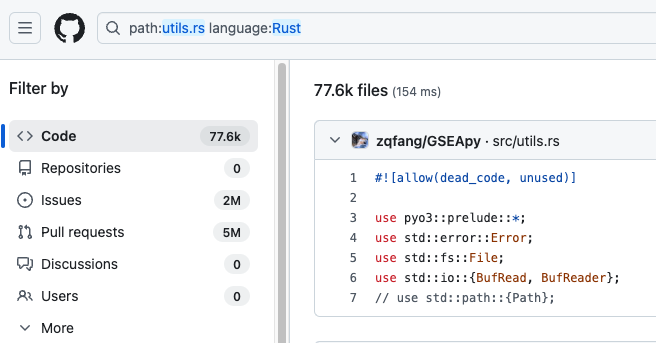 path:utils.rs language:Rust
Filter by
Code 77.6k
Repositories 0
Issues 2M
Pull requests 5M
Discussions 0
Users 0
More
77.6k files (154 ms)
zqfang/GSEApy · src/utils.rs
1 #![allow(dead_code, unused)]
2
3 use pyo3::prelude::*;
4 use std::error::Error;
5 use std::fs::File;
6 use std::io::{BufRead, BufReader};
7 // use std::path::{Path};